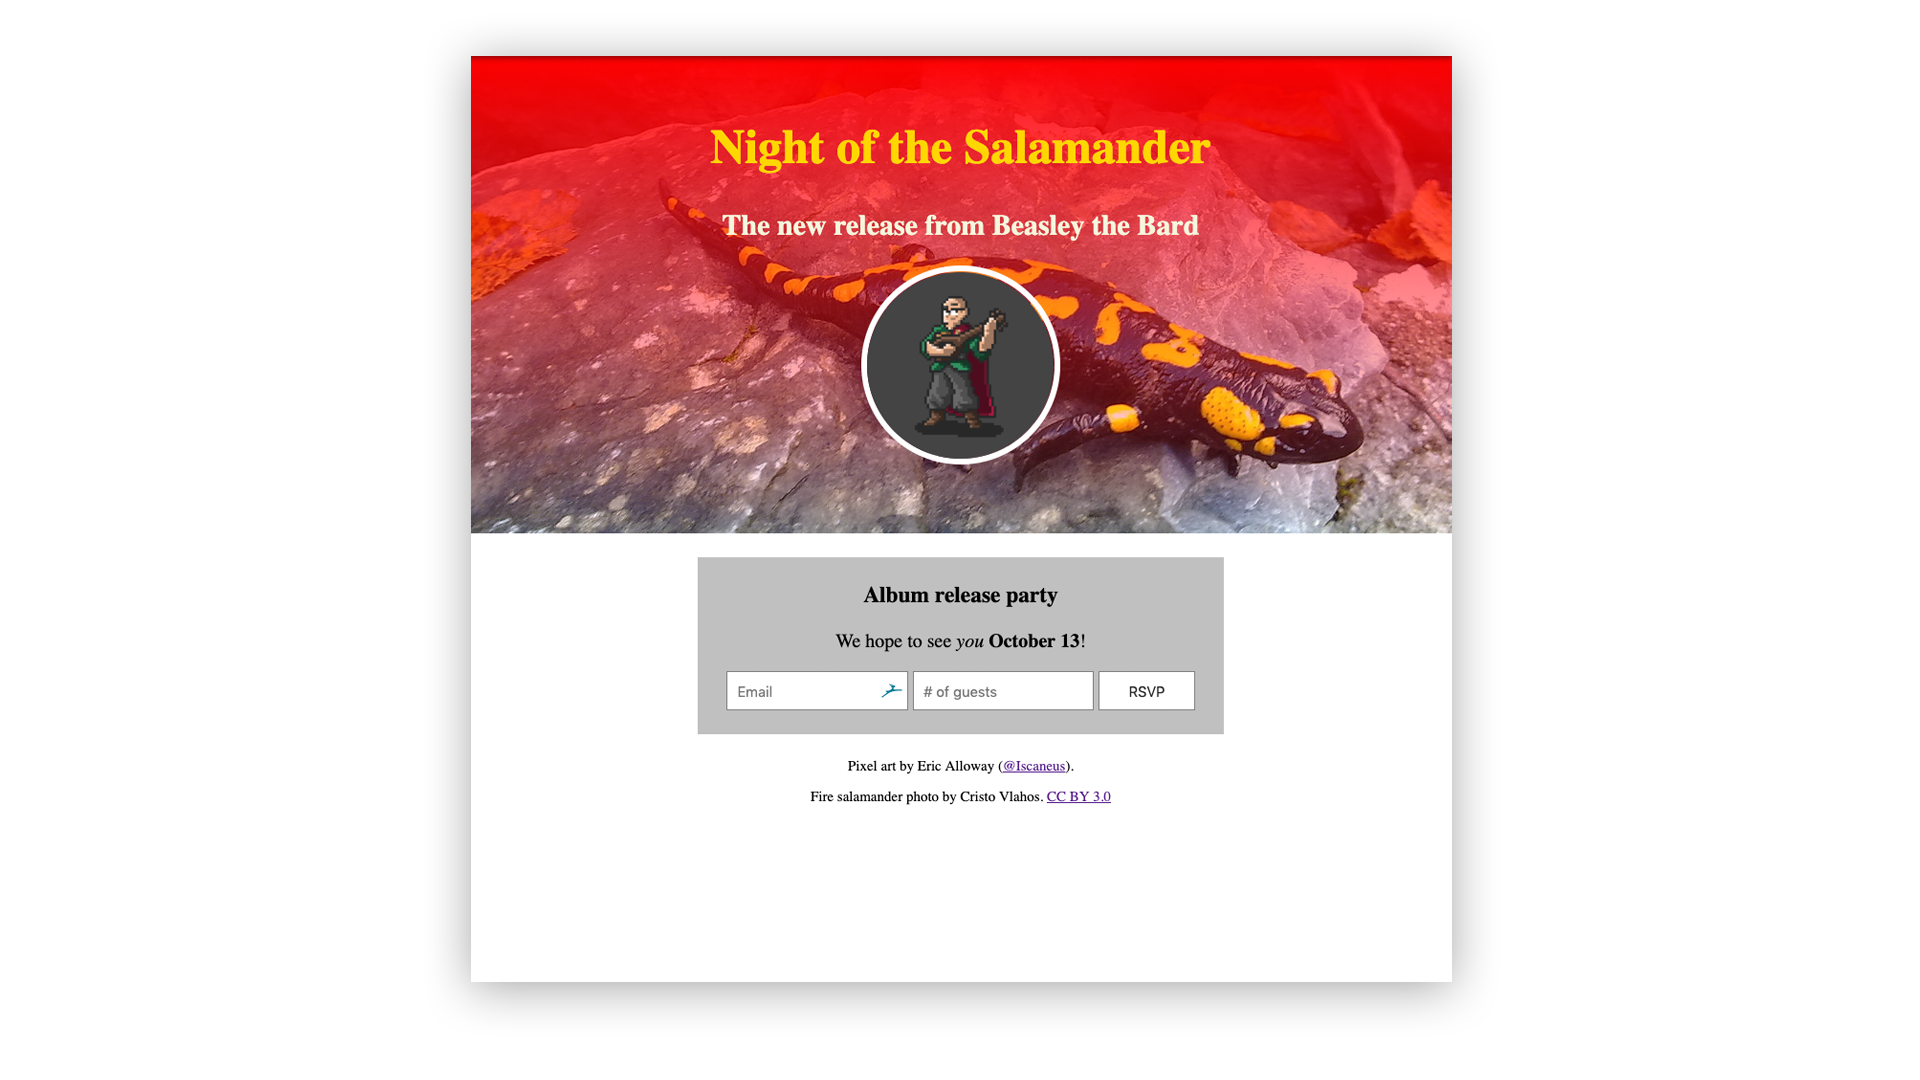 Night of the Salamander
The new release from Beasley the Bard
Album release party
We hope to see you October 13!
Email # of guests RSVP
Pixel art by Eric Alloway (@Iscaneus).
Fire salamander photo by Cristo Vlahos. CC BY 3.0